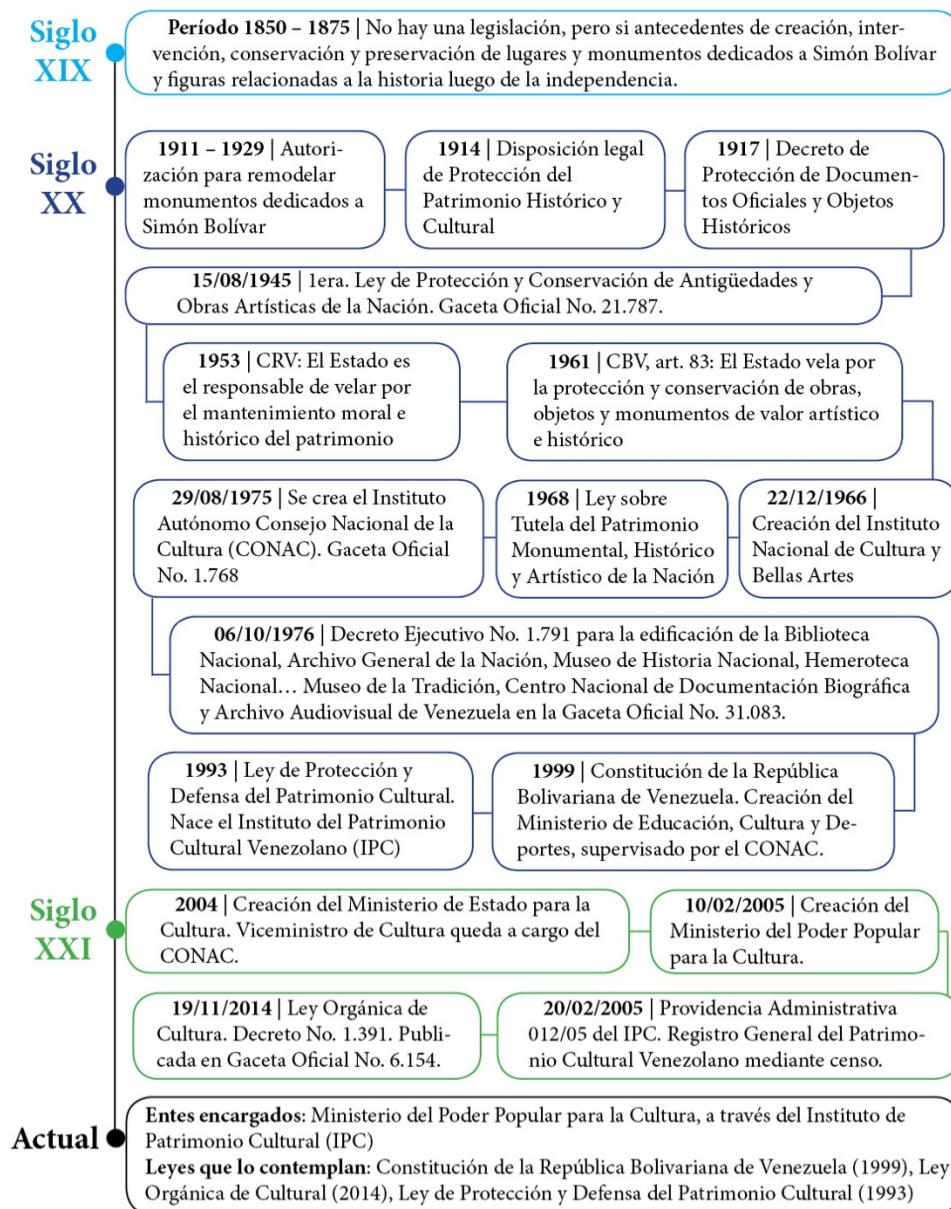 Siglo
XIX
Período 1850 – 1875 | No hay una legislación, pero si antecedentes de creación, inter-
vención, conservación y preservación de lugares y monumentos dedicados a Simón Bolívar
y figuras relacionadas a la historia luego de la independencia.
Siglo
XX
1911 – 1929 | Autori-
zación para remodelar
monumentos dedicados a
Simón Bolívar
1914 | Disposición legal
de Protección del
Patrimonio Histórico y
Cultural
1917 | Decreto de
Protección de Documen-
tos Oficiales y Objetos
Históricos
15/08/1945 | 1era. Ley de Protección y Conservación de Antigüedades y
Obras Artísticas de la Nación. Gaceta Oficial No. 21.787.
1953 | CRV: El Estado es
el responsable de velar por
el mantenimiento moral e
histórico del patrimonio
1961 | CBV, art. 83: El Estado vela por
la protección y conservación de obras,
objetos y monumentos de valor artístico
e histórico
29/08/1975 | Se crea el Instituto
Autónomo Consejo Nacional de la
Cultura (CONAC). Gaceta Oficial
No. 1.768
1968 | Ley sobre
Tutela del Patrimonio
Monumental, Histórico
y Artístico de la Nación
22/12/1966 |
Creación del Instituto
Nacional de Cultura y
Bellas Artes
06/10/1976 | Decreto Ejecutivo No. 1.791 para la edificación de la Biblioteca
Nacional, Archivo General de la Nación, Museo de Historia Nacional, Hemeroteca
Nacional… Museo de la Tradición, Centro Nacional de Documentación Biográfica
y Archivo Audiovisual de Venezuela en la Gaceta Oficial No. 31.083.
1993 | Ley de Protección y
Defensa del Patrimonio Cultural.
Nace el Instituto del Patrimonio
Cultural Venezolano (IPC)
1999 | Constitución de la República
Bolivariana de Venezuela. Creación del
Ministerio de Educación, Cultura y De-
portes, supervisado por el CONAC.
Siglo
XXI
2004 | Creación del Ministerio de Estado para la
Cultura. Viceministro de Cultura queda a cargo del
CONAC.
10/02/2005 | Creación del
Ministerio del Poder Popular
para la Cultura.
19/11/2014 | Ley Orgánica de
Cultura. Decreto No. 1.391. Publi-
cada en Gaceta Oficial No. 6.154.
20/02/2005 | Providencia Administrativa
012/05 del IPC. Registro General del Patrimo-
nio Cultural Venezolano mediante censo.
Actual
Entes encargados: Ministerio del Poder Popular para la Cultura, a través del Instituto de
Patrimonio Cultural (IPC)
Leyes que lo contemplan: Constitución de la República Bolivariana de Venezuela (1999), Ley
Orgánica de Cultural (2014), Ley de Protección y Defensa del Patrimonio Cultural (1993)